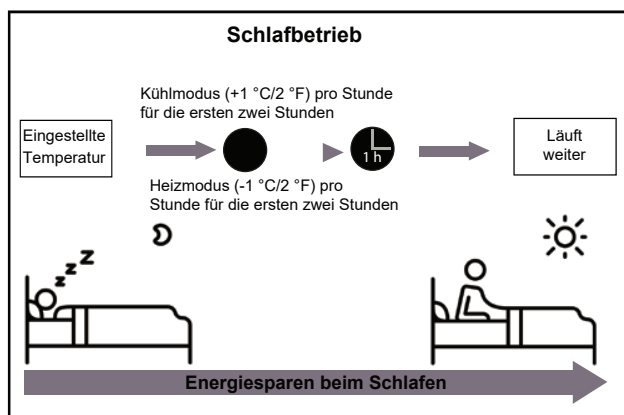 Schlafbetrieb
Kühlmodus (+1 °C/2 °F) pro Stunde
für die ersten zwei Stunden
Eingestellte
Temperatur
1 h
Läuft
weiter
Heizmodus (-1 °C/2 °F) pro
Stunde für die ersten zwei Stunden
z z z z
Energiesparen beim Schlafen